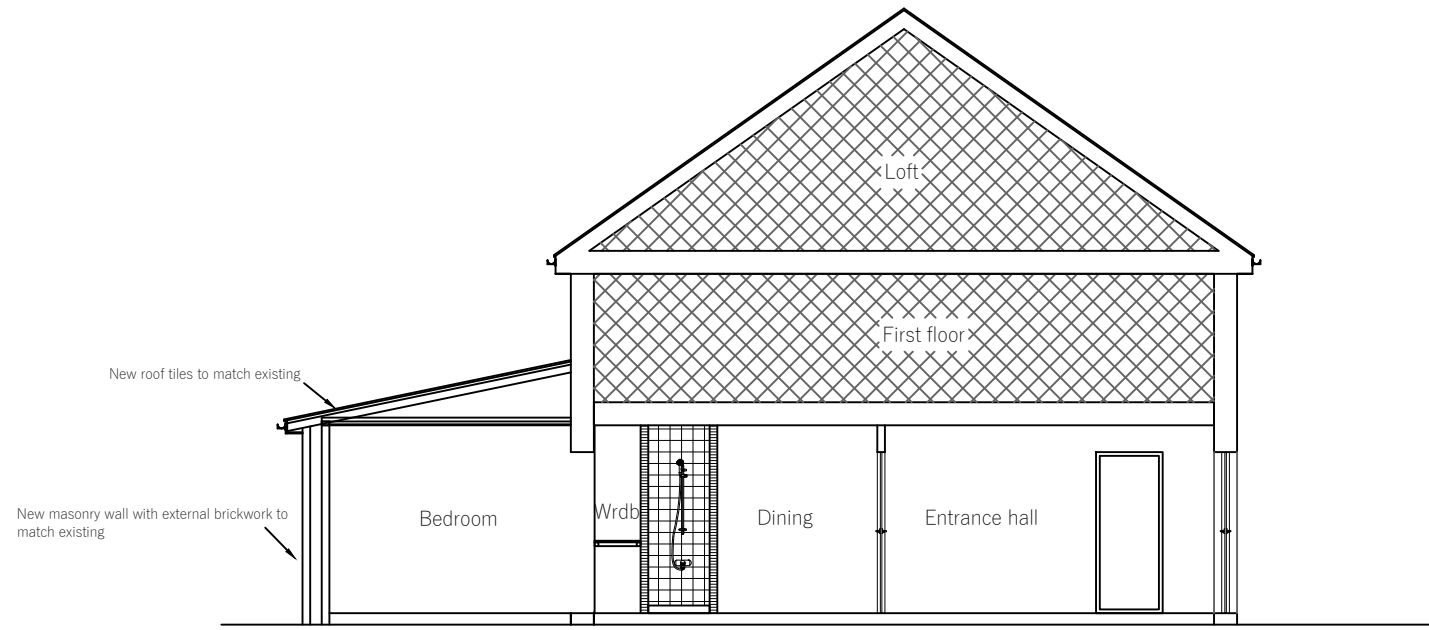 Loft
First floor
New roof tiles to match existing
New masonry wall with external brickwork to
match existing
Bedroom
Wrdb
Dining
Entrance hall